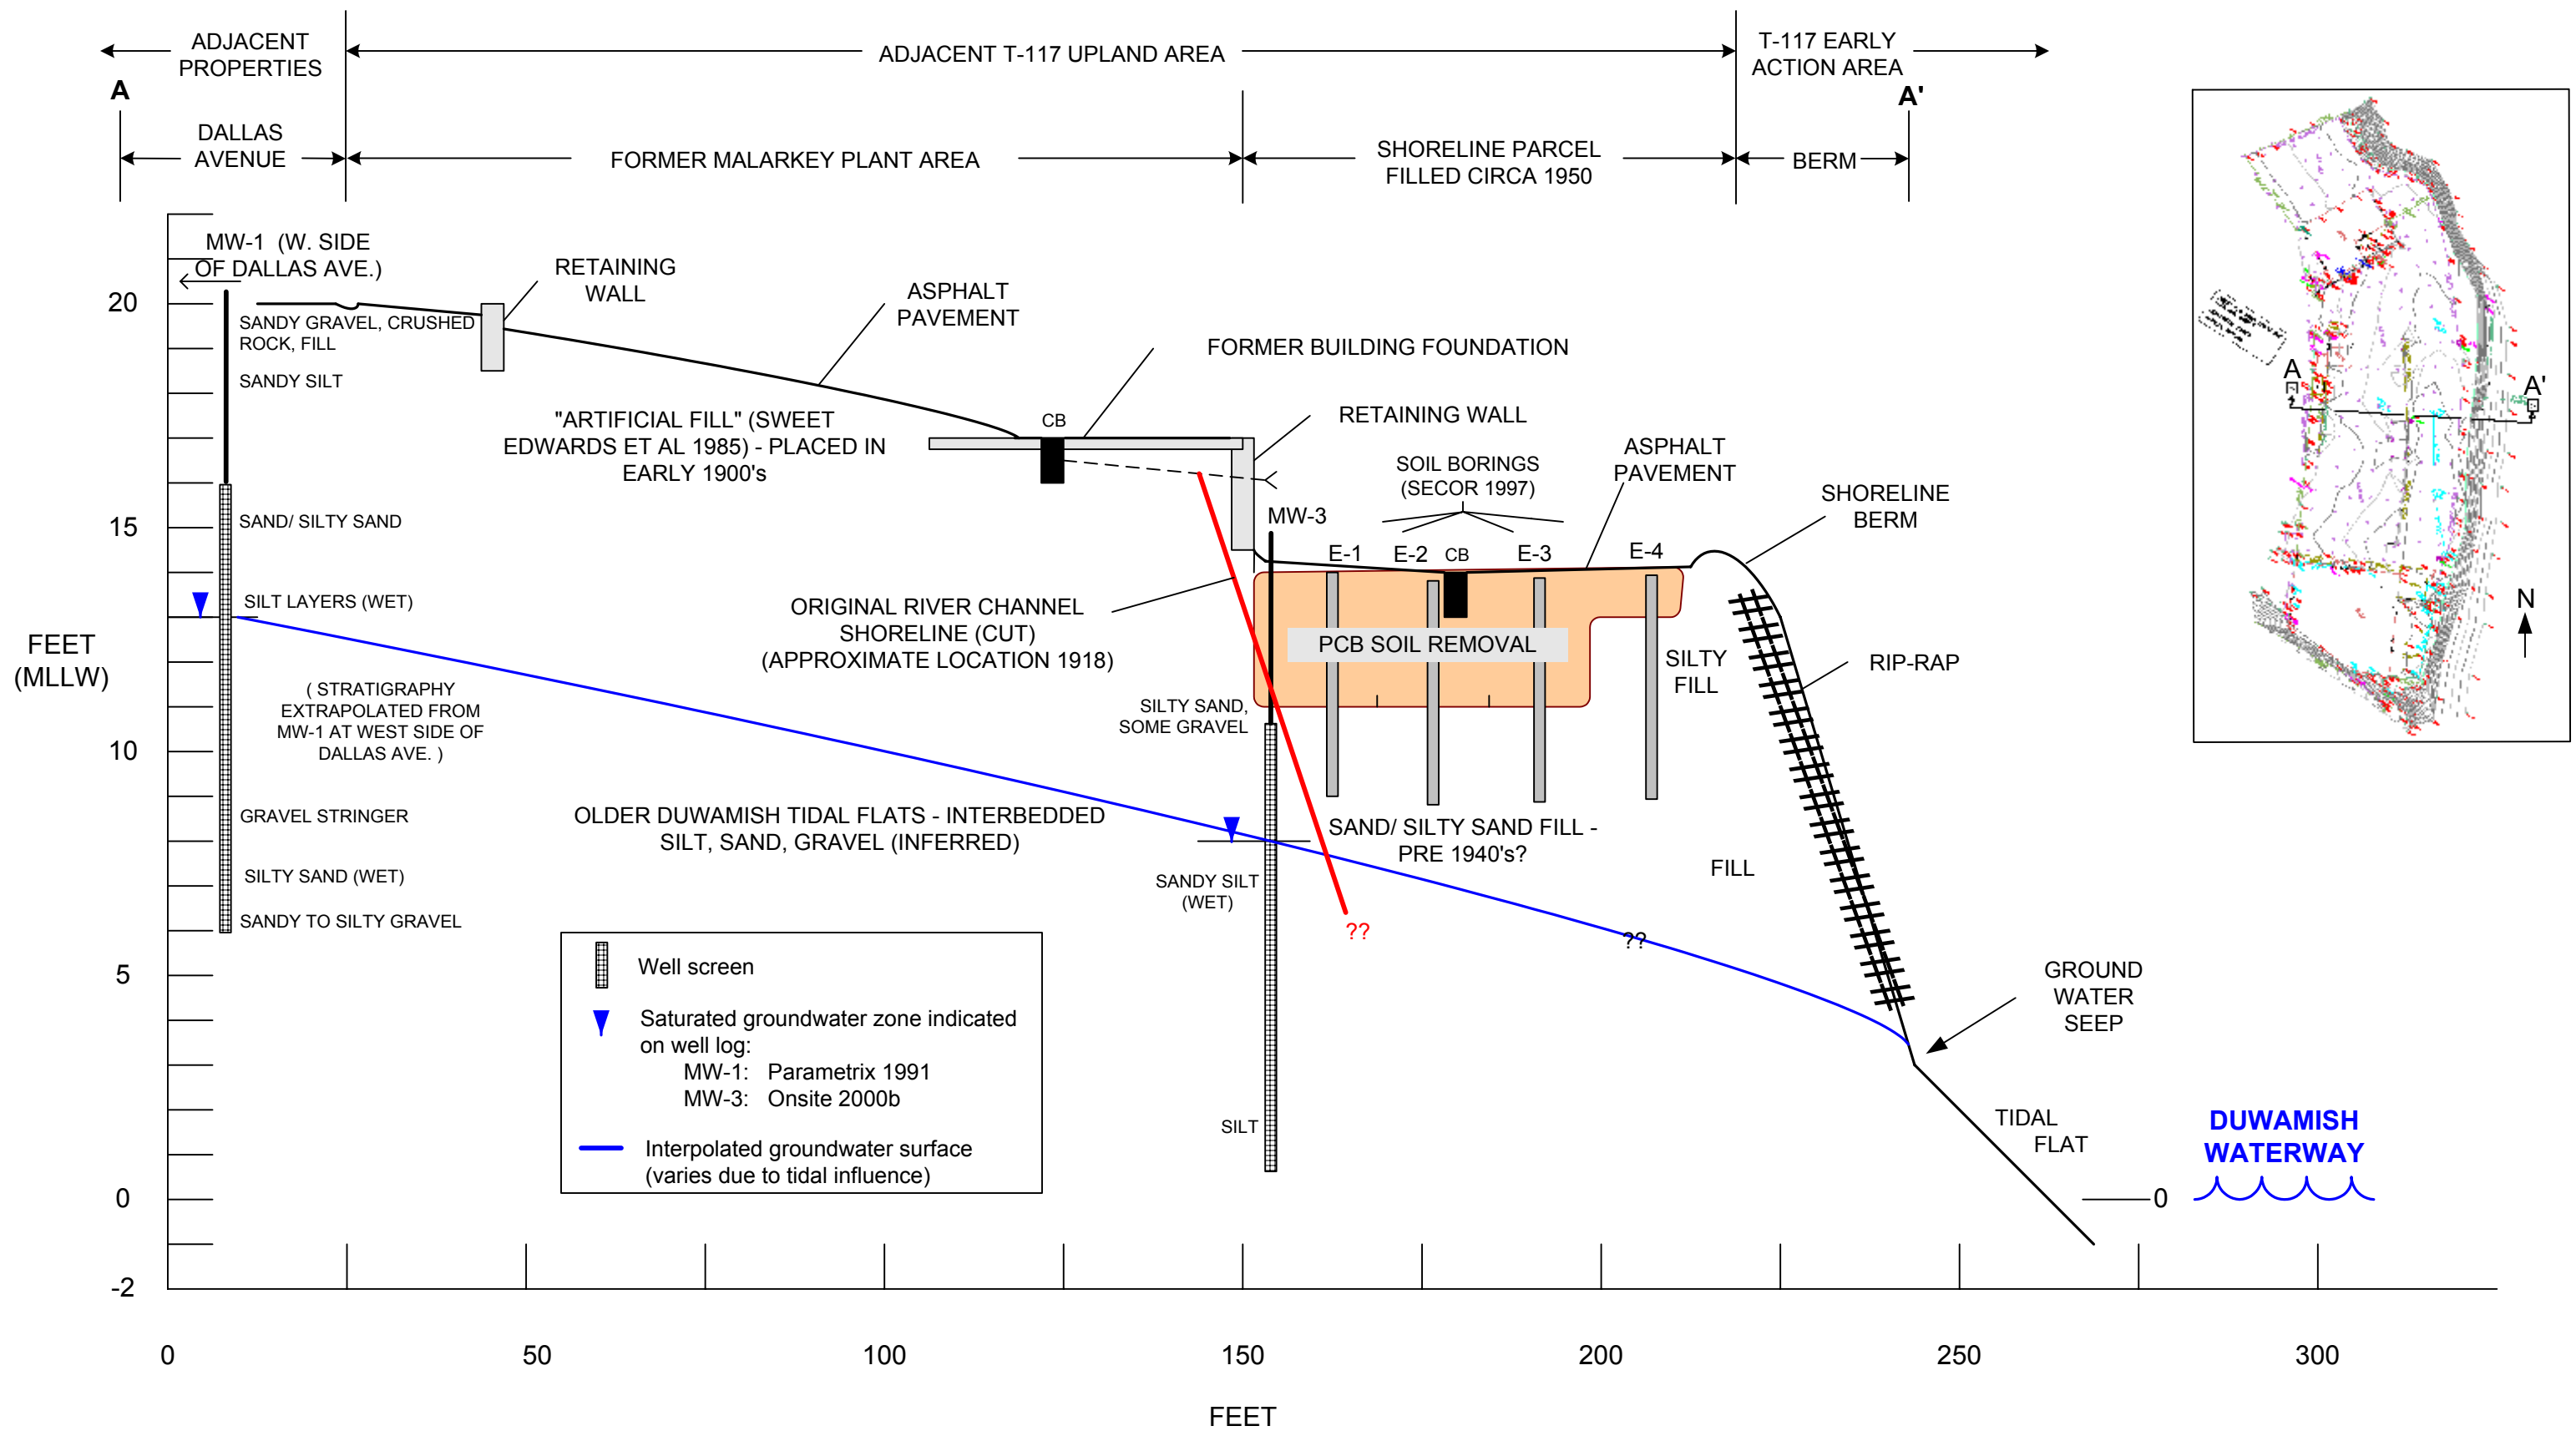 ADJACENT
PROPERTIES
ADJACENT T-117 UPLAND AREA
T-117 EARLY
ACTION AREA
A
A'
DALLAS
AVENUE
FORMER MALARKEY PLANT AREA
SHORELINE PARCEL
FILLED CIRCA 1950
BERM
MW-1 (W. SIDE
OF DALLAS AVE.)
RETAINING
WALL
ASPHALT
PAVEMENT
FORMER BUILDING FOUNDATION
SANDY GRAVEL, CRUSHED
ROCK, FILL
SANDY SILT
"ARTIFICIAL FILL" (SWEET
EDWARDS ET AL 1985) - PLACED IN
EARLY 1900's
CB
RETAINING WALL
SOIL BORINGS
(SECOR 1997)
ASPHALT
PAVEMENT
SHORELINE
BERM
SAND/ SILTY SAND
MW-3
E-1
E-2
CB
E-3
E-4
SILT LAYERS (WET)
ORIGINAL RIVER CHANNEL
SHORELINE (CUT)
(APPROXIMATE LOCATION 1918)
PCB SOIL REMOVAL
SILTY
FILL
RIP-RAP
( STRATIGRAPHY
EXTRAPOLATED FROM
MW-1 AT WEST SIDE OF
DALLAS AVE. )
SILTY SAND,
SOME GRAVEL
GRAVEL STRINGER
OLDER DUWAMISH TIDAL FLATS - INTERBEDDED
SILT, SAND, GRAVEL (INFERRED)
SAND/ SILTY SAND FILL -
PRE 1940's?
FILL
SILTY SAND (WET)
SANDY SILT
(WET)
SANDY TO SILTY GRAVEL
??
??
GROUND
WATER
SEEP
Well screen
Saturated groundwater zone indicated
on well log:
MW-1: Parametrix 1991
MW-3: Onsite 2000b
Interpolated groundwater surface
(varies due to tidal influence)
SILT
TIDAL
FLAT
DUWAMISH
WATERWAY
0
FEET
(MLLW)
20
15
10
5
0
-2
0
50
100
150
200
250
300
FEET
A
A'
N